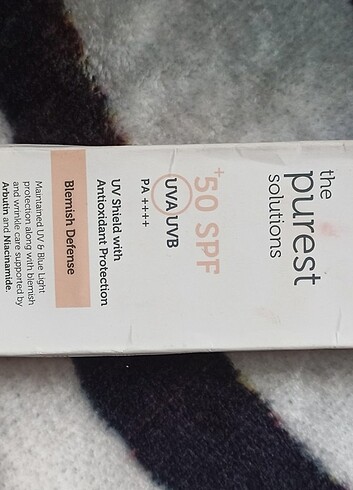 the
purest
solutions
+50 SPF
UVA UVB
PA ++++
UV Shield with
Antioxidant Protection
Blemish Defense
Maintained UV & Blue Light
protection along with blemish
and wrinkle care supported by
Arbutin and Niacinamide.